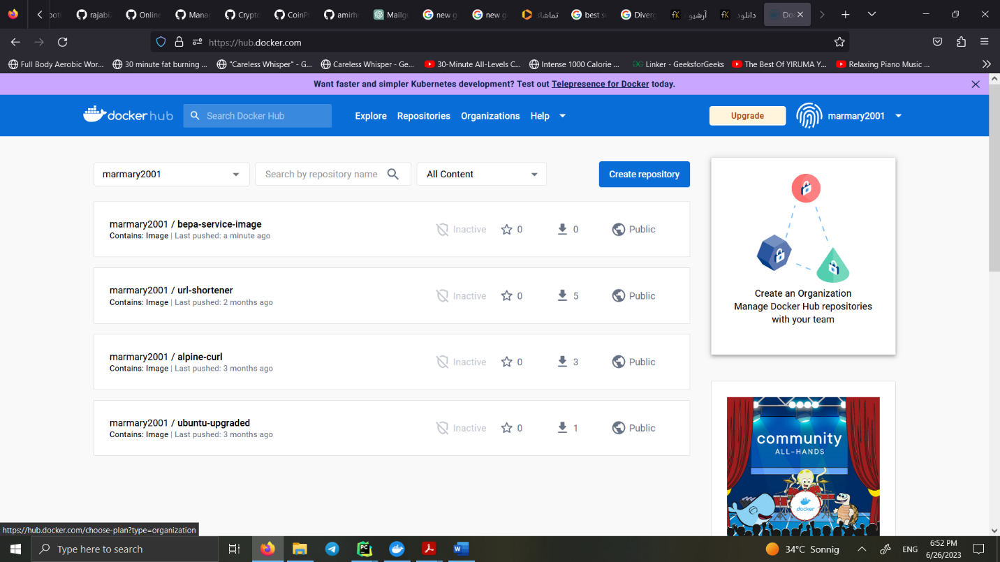 rajabi
Online
Mana
Crypto
CoinP
amirhe
Mailgu
new g
new g
تماشا
best s
Diverg
آرشیو
دانلود
Do
https://hub.docker.com
Full Body Aerobic Wor...
30 minute fat burning ...
"Careless Whisper" - G...
Careless Whisper - Ge...
30-Minute All-Levels C...
Intense 1000 Calorie ...
Linker - GeeksforGeeks
The Best Of YIRUMA Y...
Relaxing Piano Music ...
Want faster and simpler Kubernetes development? Test out Telepresence for Docker today.
docker hub
Search Docker Hub
Explore
Repositories
Organizations
Help
Upgrade
marmary2001
marmary2001
Search by repository name
All Content
Create repository
marmary2001 / bepa-service-image
Contains: Image | Last pushed: a minute ago
Inactive
0
0
Public
marmary2001 / url-shortener
Contains: Image | Last pushed: 2 months ago
Inactive
0
5
Public
marmary2001 / alpine-curl
Contains: Image | Last pushed: 3 months ago
Inactive
0
3
Public
marmary2001 / ubuntu-upgraded
Contains: Image | Last pushed: 3 months ago
Inactive
0
1
Public
Create an Organization
Manage Docker Hub repositories
with your team
community
ALL-HANDS
docker
https://hub.docker.com/choose-plan?type=organization
Type here to search
34°C Sonnig
ENG
6:52 PM
6/26/2023